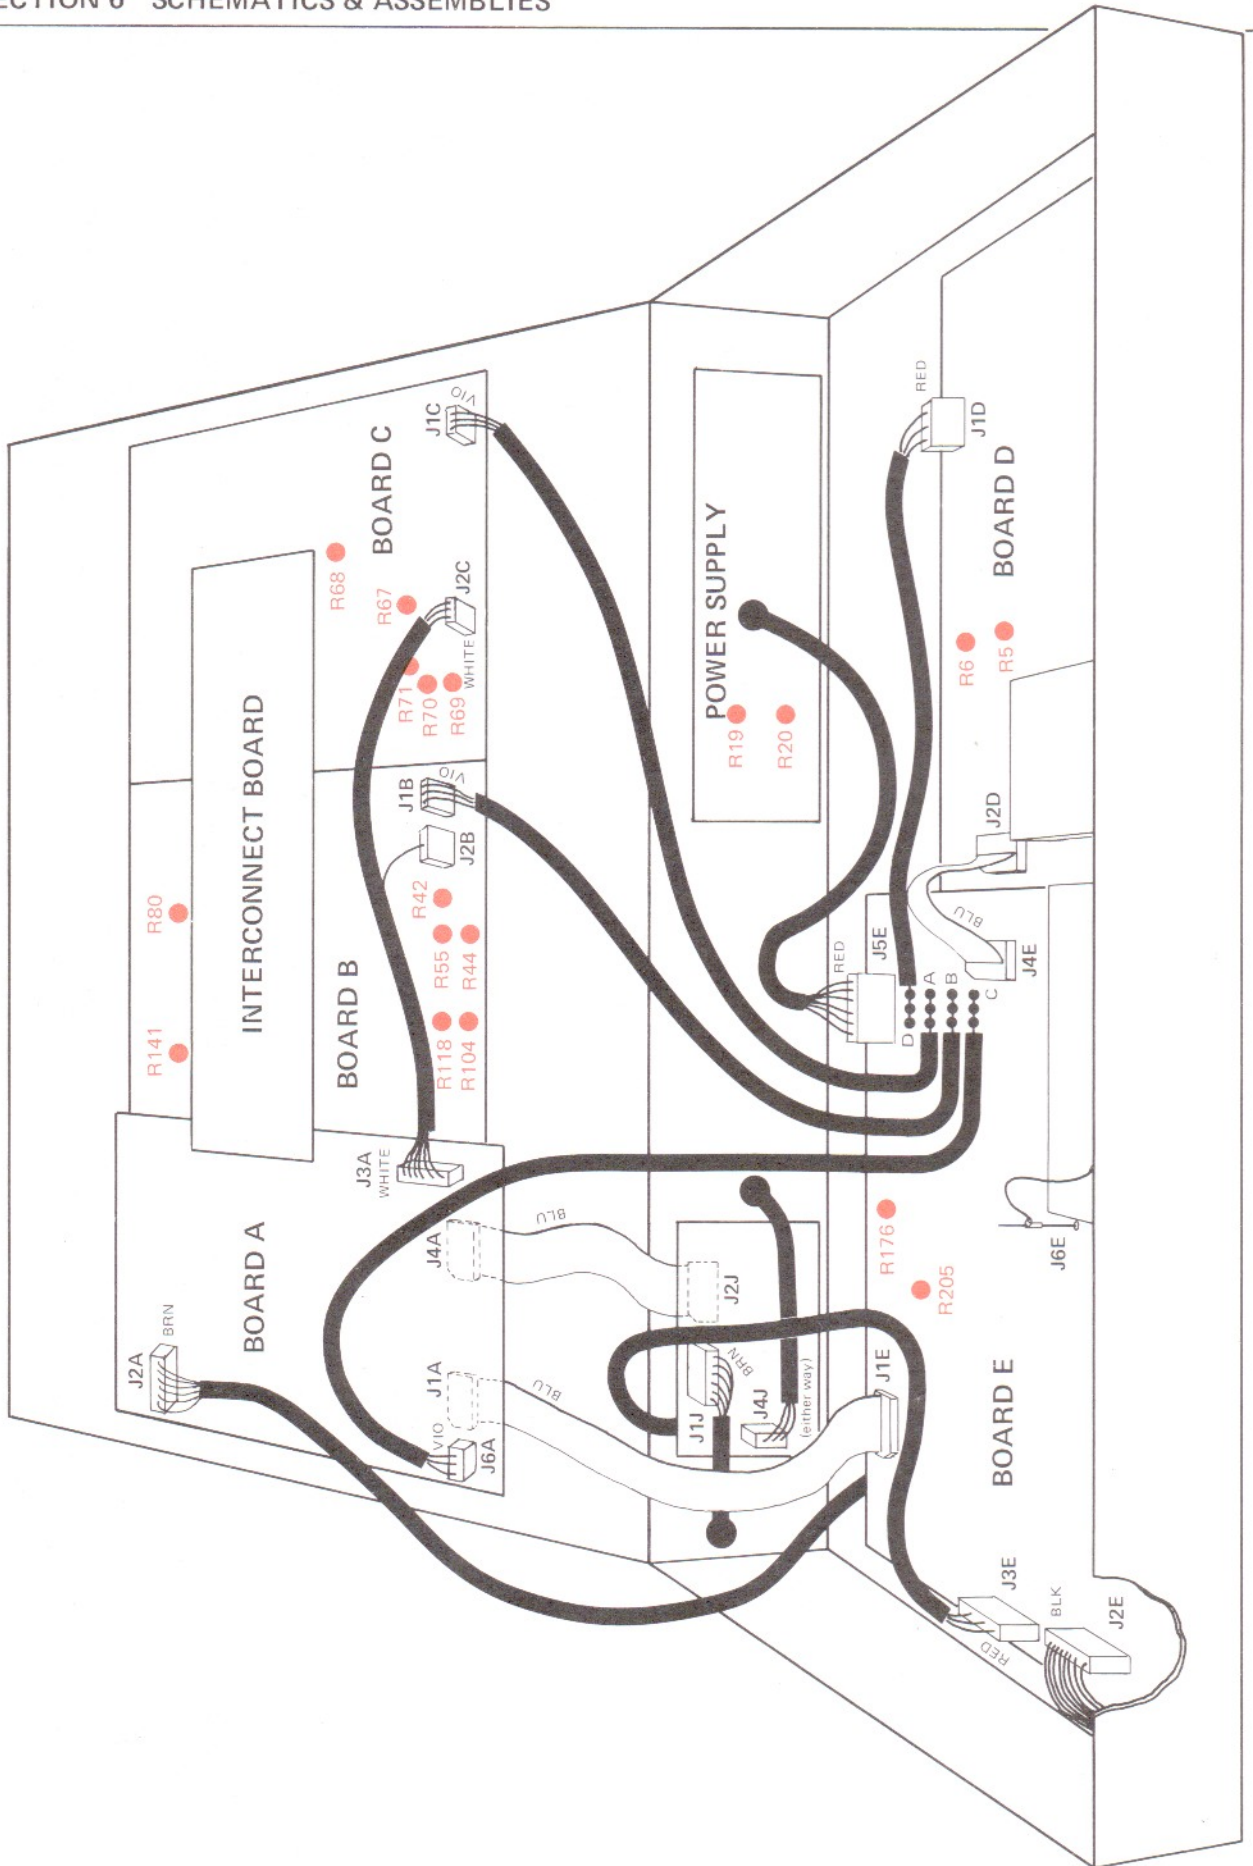 ECTION 6 SCHEMATICS & ASSEMBLIES
BOARD A
J2A
BRN
J3A
WHITE
J4A
BLU
J1A
BLU
J6A
VIO
R141
R80
INTERCONNECT BOARD
BOARD B
R118
R104
R55
R44
R42
J2B
J1B
VIO
BOARD C
R68
R67
R71
R70
R69
J2C
WHITE
J1C
VIO
POWER SUPPLY
R19
R20
J2J
J1J
BRN
J4J
(either way)
BOARD E
J1E
R176
R205
J3E
RED
J2E
BLK
J6E
J5E
RED
D
A
B
C
J4E
BLU
J2D
BOARD D
R6
R5
J1D
RED